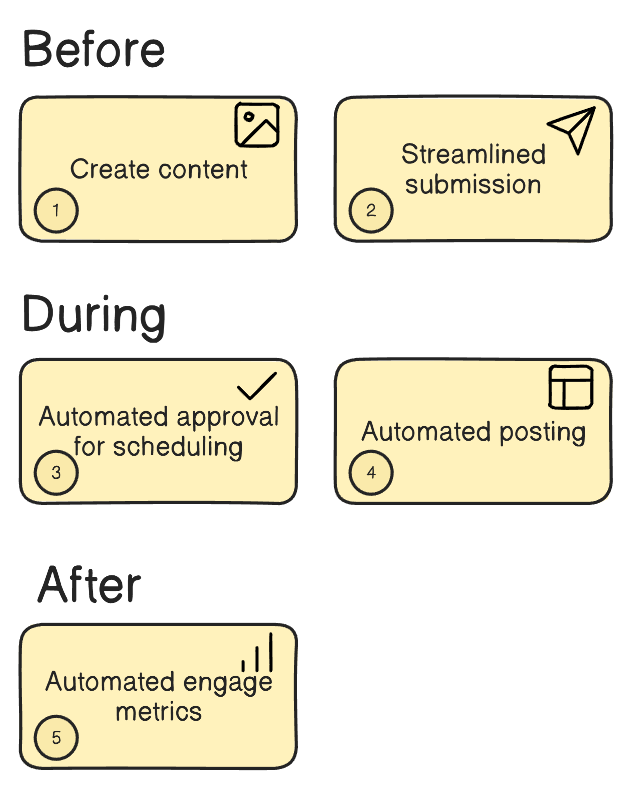 Before
Create content
1
Streamlined
submission
2
During
Automated approval
for scheduling
3
Automated posting
4
After
Automated engage
metrics
5